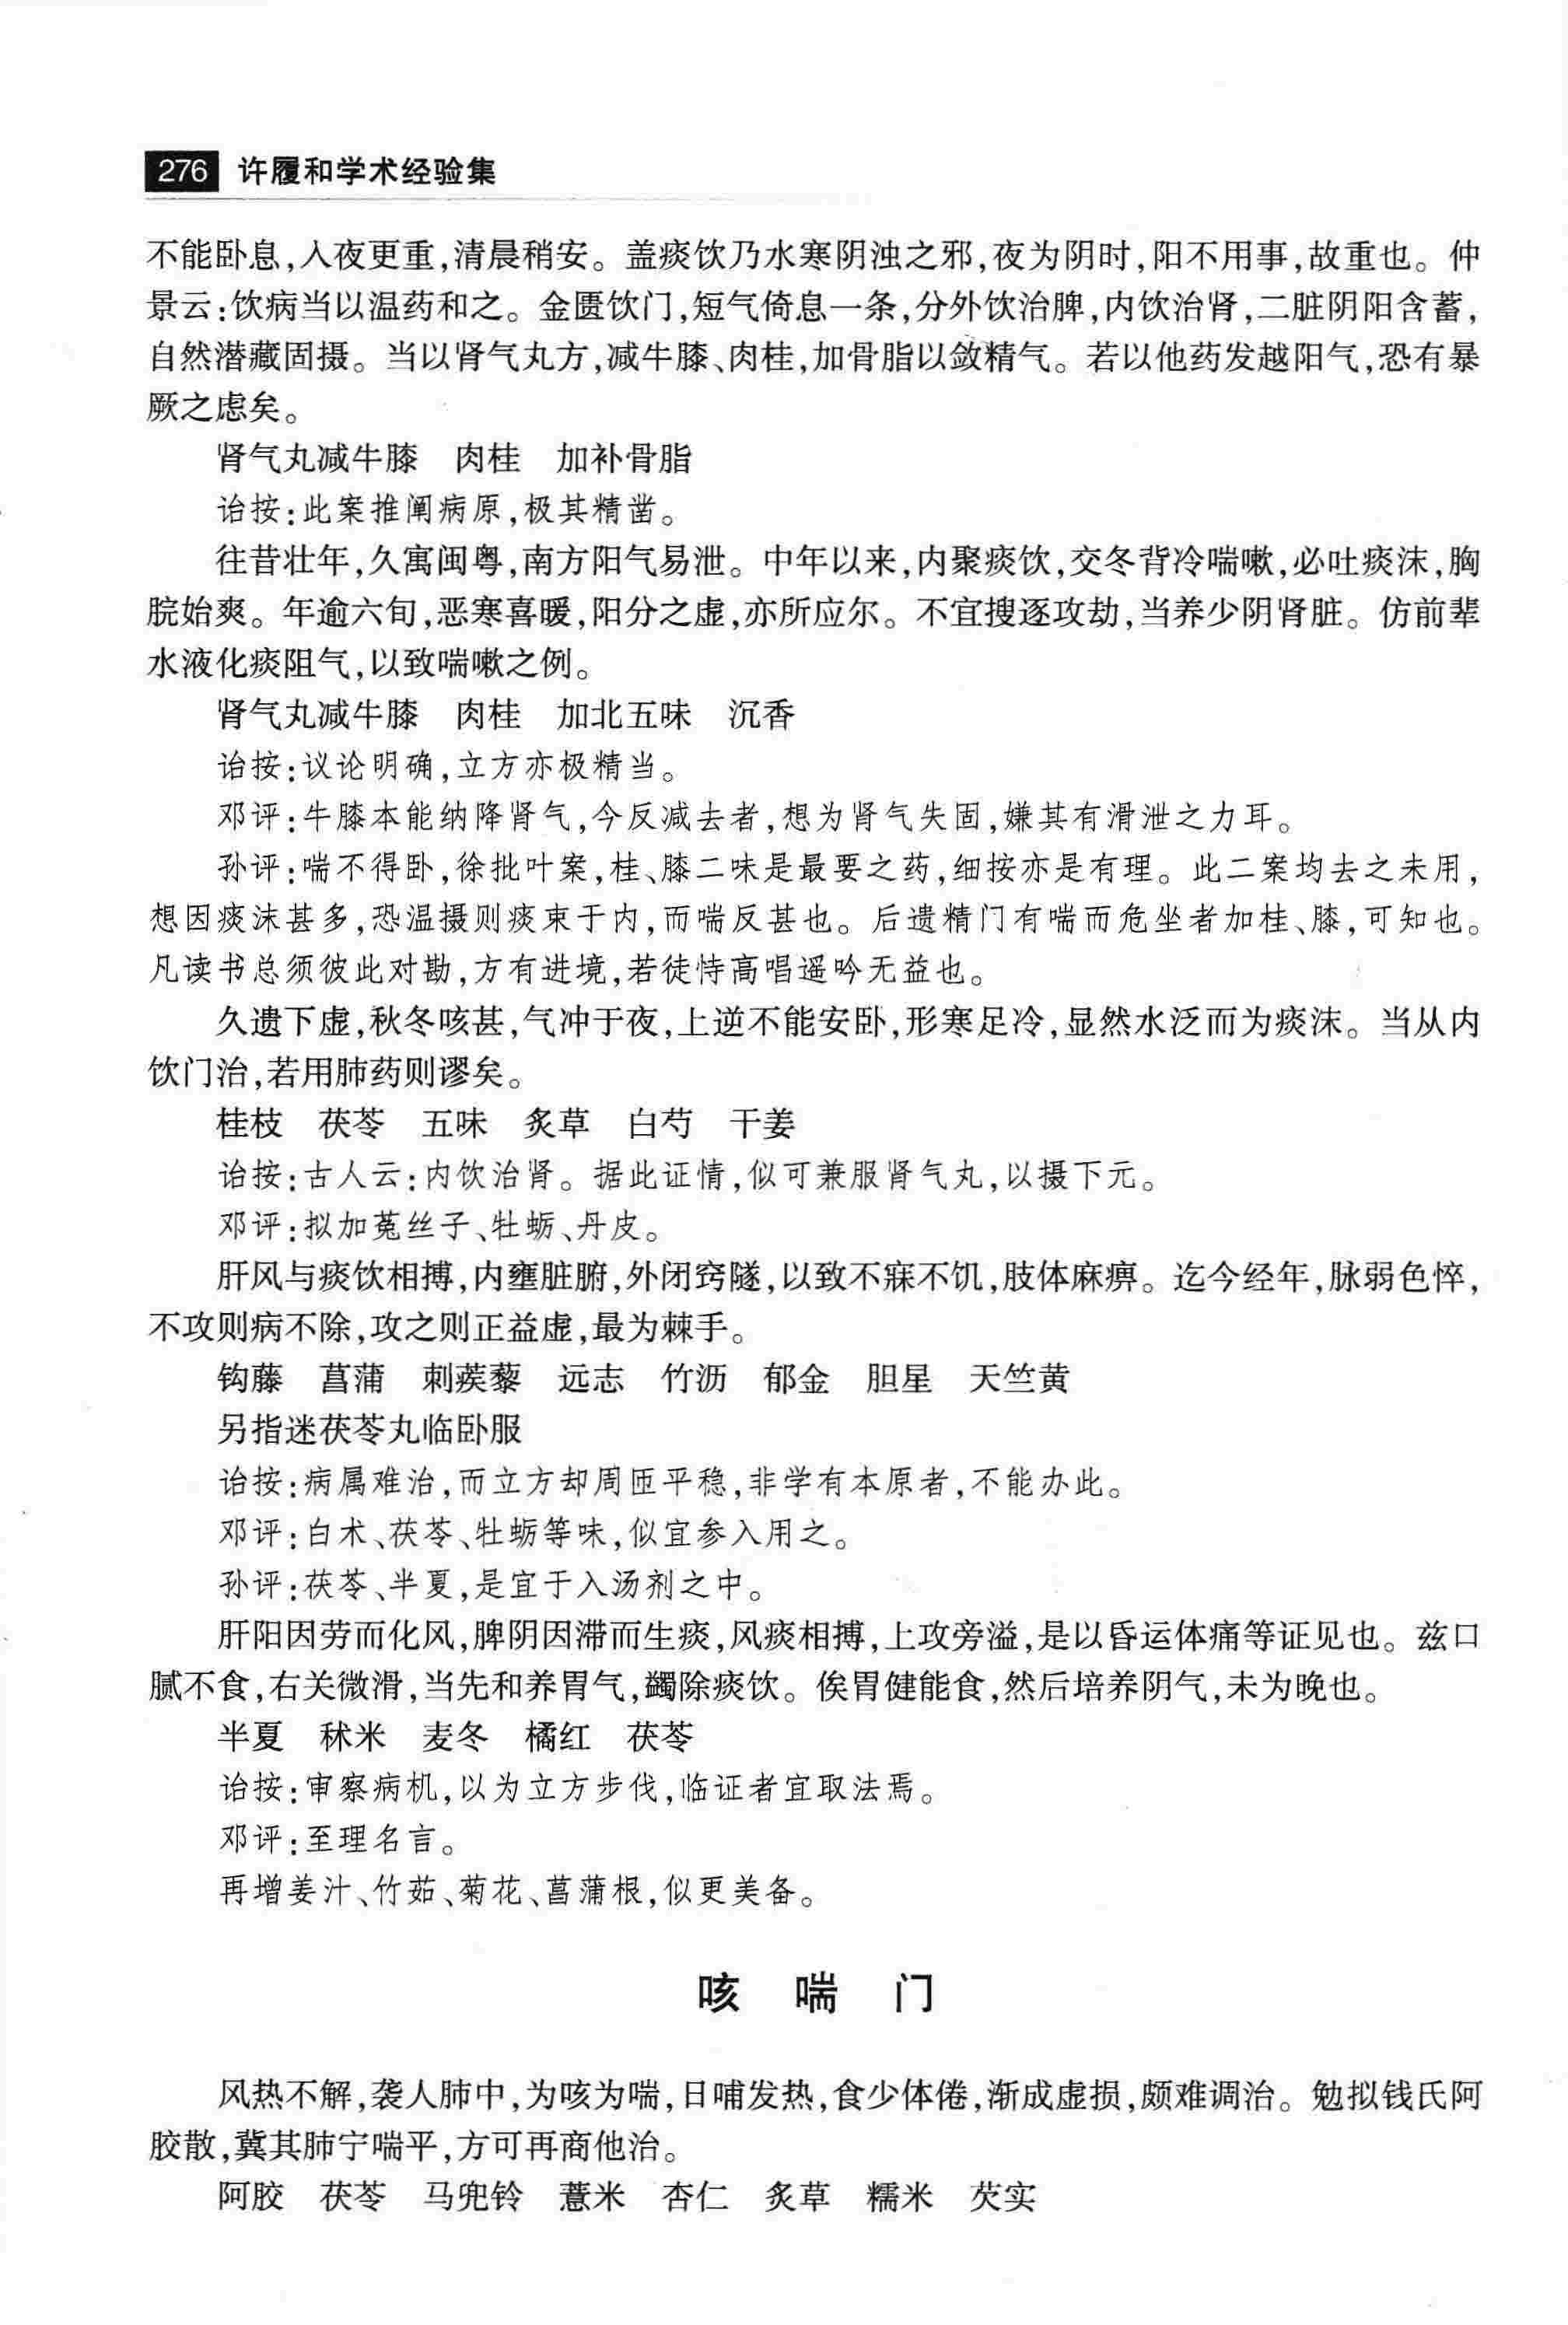 276 许履和学术经验集
不能卧息,入夜更重,清晨稍安。盖痰饮乃水寒阴浊之邪,夜为阴时,阳不用事,故重也。仲
景云:饮病当以温药和之。金匮饮门,短气倚息一条,分外饮治脾,内饮治肾,二脏阴阳含蓄,
自然潜藏固摄。当以肾气丸方,减牛膝、肉桂,加骨脂以敛精气。若以他药发越阳气,恐有暴
厥之虑矣。
肾气丸减牛膝 肉桂 加补骨脂
诒按:此案推阐病原,极其精凿。
往昔壮年,久寓闽粤,南方阳气易泄。中年以来,内聚痰饮,交冬背冷喘嗽,必吐痰沫,胸
脘始爽。年逾六旬,恶寒喜暖,阳分之虚,亦所应尔。不宜搜逐攻劫,当养少阴肾脏。仿前辈
水液化痰阻气,以致喘嗽之例。
肾气丸减牛膝 肉桂 加北五味 沉香
诒按:议论明确,立方亦极精当。
邓评:牛膝本能纳降肾气,今反减去者,想为肾气失固,嫌其有滑泄之力耳。
孙评:喘不得卧,徐批叶案,桂、膝二味是最要之药,细按亦是有理。此二案均去之未用,
想因痰沫甚多,恐温摄则痰束于内,而喘反甚也。后遗精门有喘而危坐者加桂、膝,可知也。
凡读书总须彼此对勘,方有进境,若徒恃高唱遥吟无益也。
久遗下虚,秋冬咳甚,气冲于夜,上逆不能安卧,形寒足冷,显然水泛而为痰沫。当从内
饮门治,若用肺药则谬矣。
桂枝 茯苓 五味 炙草 白芍 干姜
诒按:古人云:内饮治肾。据此证情,似可兼服肾气丸,以摄下元。
邓评:拟加菟丝子、牡蛎、丹皮。
肝风与痰饮相搏,内壅脏腑,外闭窍隧,以致不寐不饥,肢体麻痹。迄今经年,脉弱色悴,
不攻则病不除,攻之则正益虚,最为棘手。
钩藤 菖蒲 刺蒺藜 远志 竹沥 郁金 胆星 天竺黄
另指迷茯苓丸临卧服
诒按:病属难治,而立方却周匝平稳,非学有本原者,不能办此。
邓评:白术、茯苓、牡蛎等味,似宜参入用之。
孙评:茯苓、半夏,是宜于入汤剂之中。
肝阳因劳而化风,脾阴因滞而生痰,风痰相搏,上攻旁溢,是以昏运体痛等证见也。兹口
腻不食,右关微滑,当先和养胃气,蠲除痰饮。俟胃健能食,然后培养阴气,未为晚也。
半夏 秫米 麦冬 橘红 茯苓
诒按:审察病机,以为立方步伐,临证者宜取法焉。
邓评:至理名言。
再增姜汁、竹茹、菊花、菖蒲根,似更美备。
咳喘门
风热不解,袭人肺中,为咳为喘,日晡发热,食少体倦,渐成虚损,颇难调治。勉拟钱氏阿
胶散,冀其肺宁喘平,方可再商他治。
阿胶 茯苓 马兜铃 薏米 杏仁 炙草 糯米 芡实